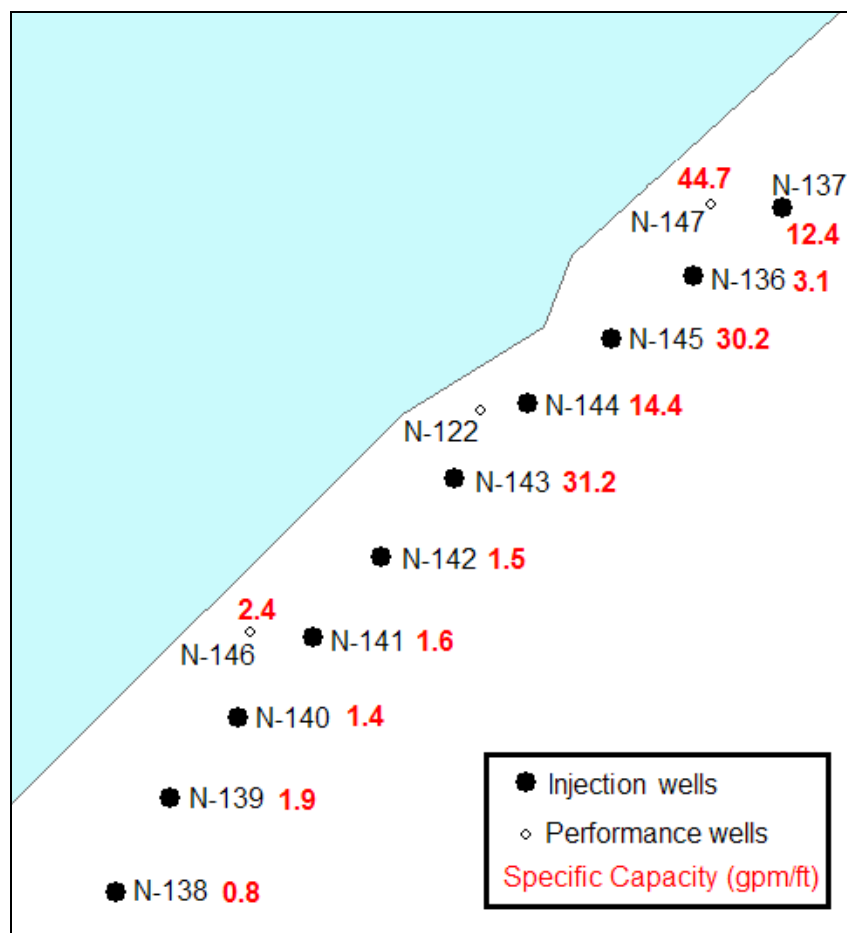 44.7
N-137
N-147
12.4
N-136 3.1
N-145 30.2
N-144 14.4
N-122
N-143 31.2
N-142 1.5
2.4
N-146
N-141 1.6
N-140 1.4
N-139 1.9
N-138 0.8
Injection wells
Performance wells
Specific Capacity (gpm/ft)